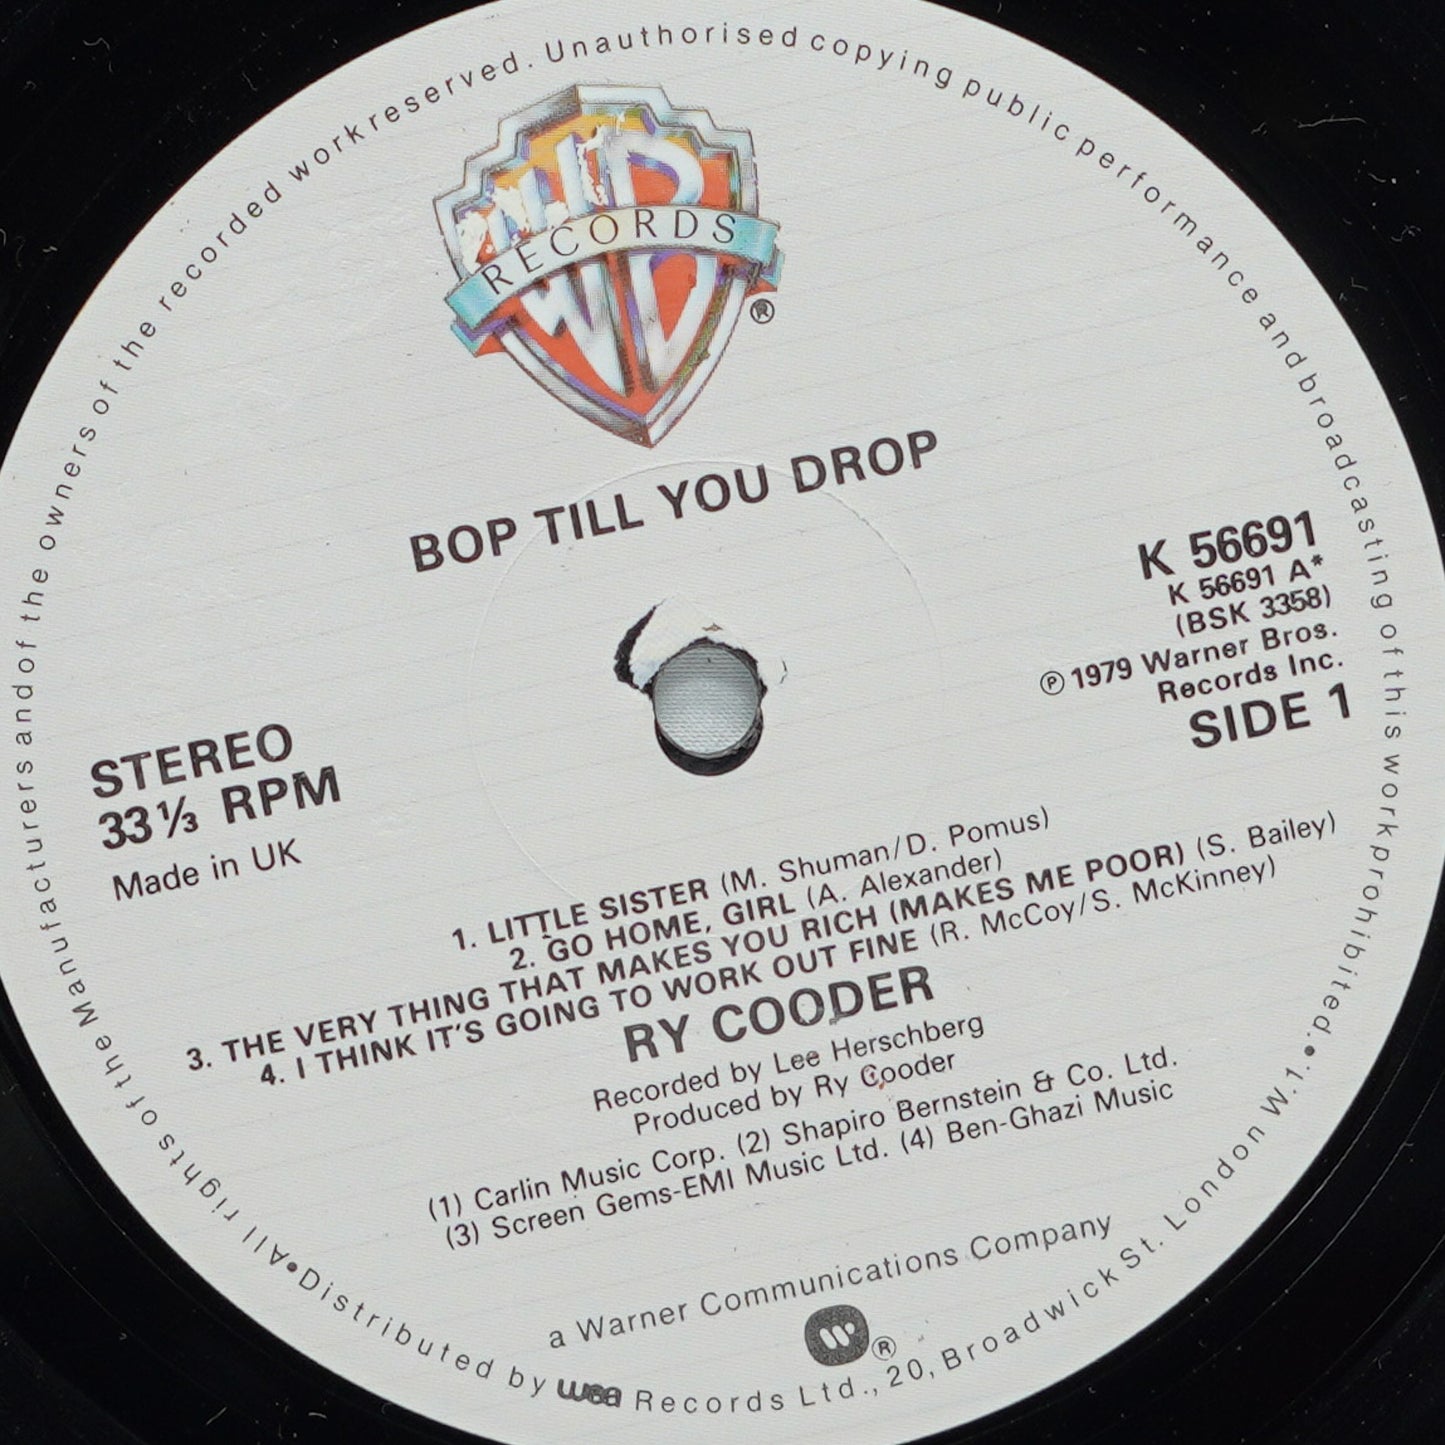 RECORDS
®
BOP TILL YOU DROP
K 56691
K 56691 A*
(BSK 3358)
℗ 1979 Warner Bros.
Records Inc.
SIDE 1
STEREO
33⅓ RPM
Made in UK
1. LITTLE SISTER (M. Shuman/D. Pomus)
2. GO HOME, GIRL (A. Alexander)
3. THE VERY THING THAT MAKES YOU RICH (MAKES ME POOR) (S. Bailey)
4. I THINK IT'S GOING TO WORK OUT FINE (R. McCoy/S. McKinney)
RY COODER
Recorded by Lee Herschberg
Produced by Ry Cooder
(1) Carlin Music Corp. (2) Shapiro Bernstein & Co. Ltd.
(3) Screen Gems-EMI Music Ltd. (4) Ben-Ghazi Music
a Warner Communications Company
®
All rights of the Manufacturers and of the owners of the recorded work reserved. Unauthorised copying public performance and broadcasting of this work prohibited.
• Distributed by wea Records Ltd., 20, Broadwick St. London W.1. •